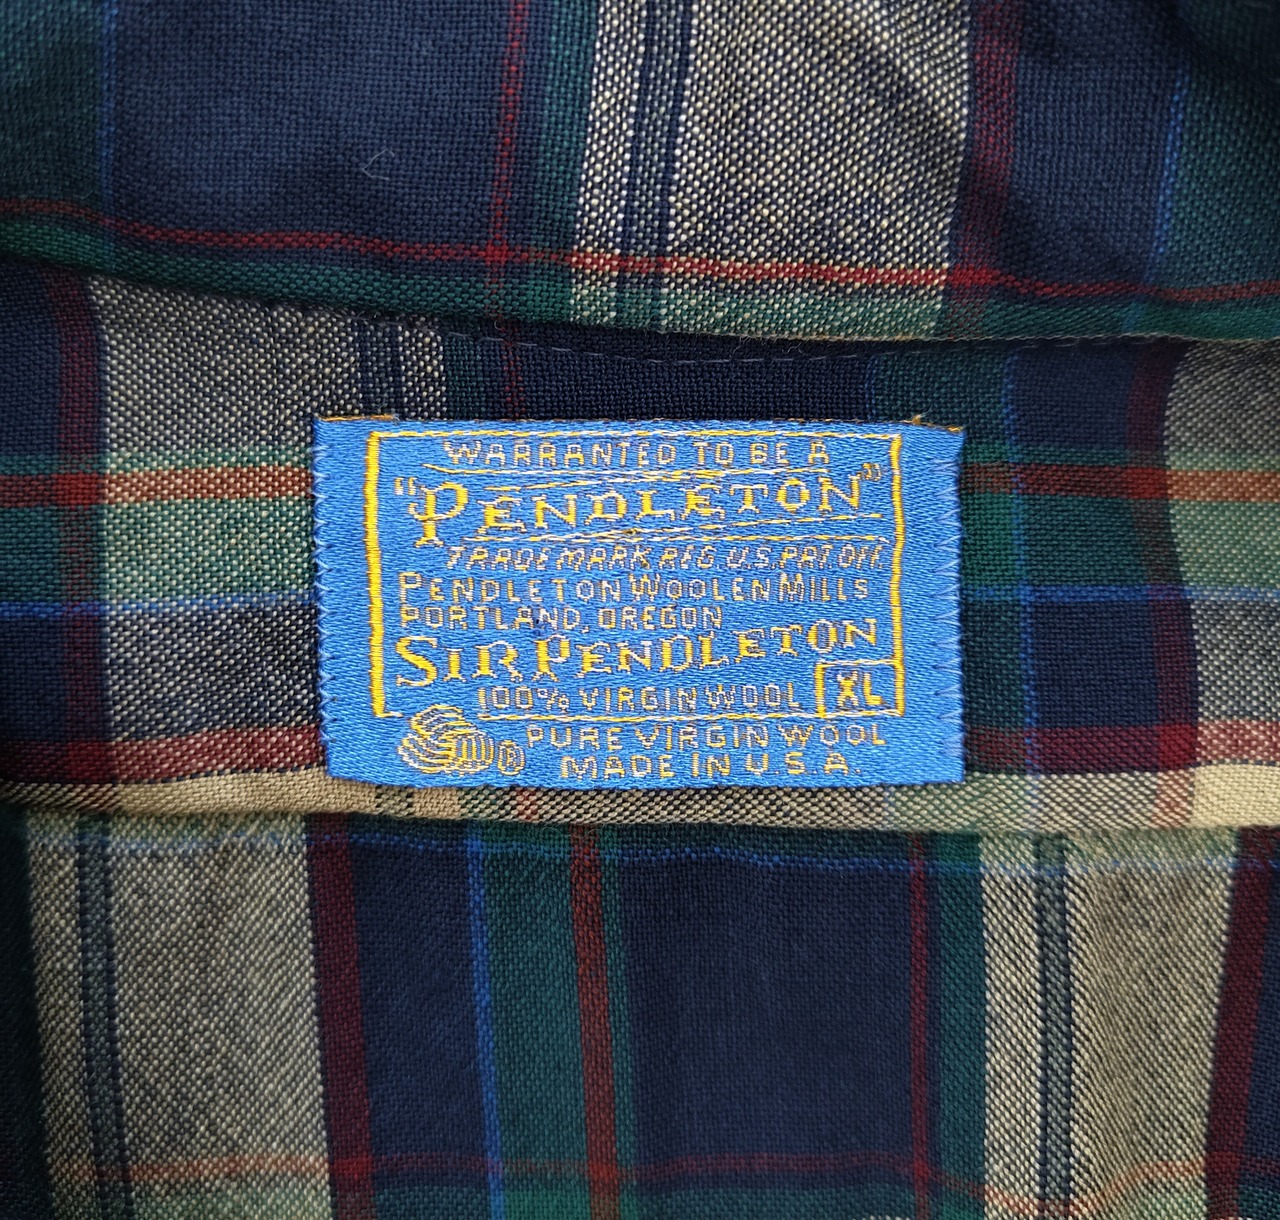 WARRANTED TO BE A
"PENDLETON"
TRADE MARK REG. U.S. PAT. OFF.
PENDLETON WOOLEN MILLS
PORTLAND, OREGON
SIR PENDLETON
100% VIRGIN WOOL XL
® PURE VIRGIN WOOL
MADE IN U.S.A.